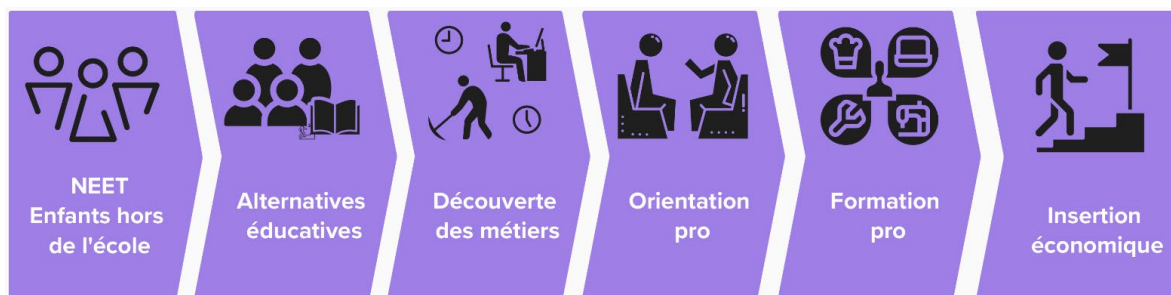 NEET
Enfants hors
de l'école
Alternatives
éducatives
Découverte
des métiers
Orientation
pro
Formation
pro
Insertion
économique